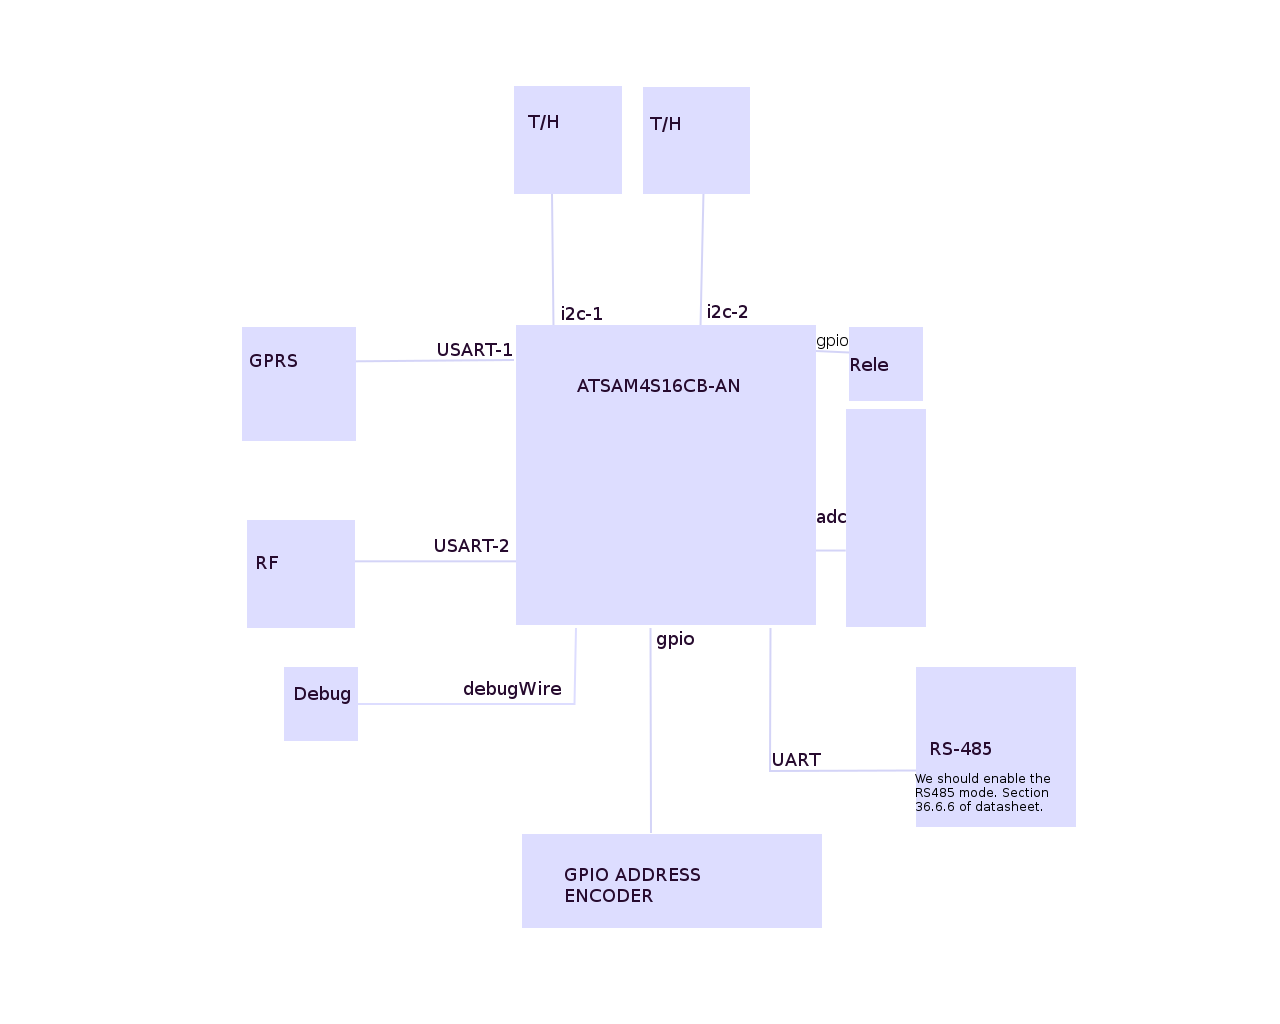 T/H
T/H
i2c-1
i2c-2
GPRS
USART-1
gpio
Rele
ATSAM4S16CB-AN
adc
RF
USART-2
gpio
Debug
debugWire
RS-485
UART
We should enable the
RS485 mode. Section
36.6.6 of datasheet.
GPIO ADDRESS
ENCODER